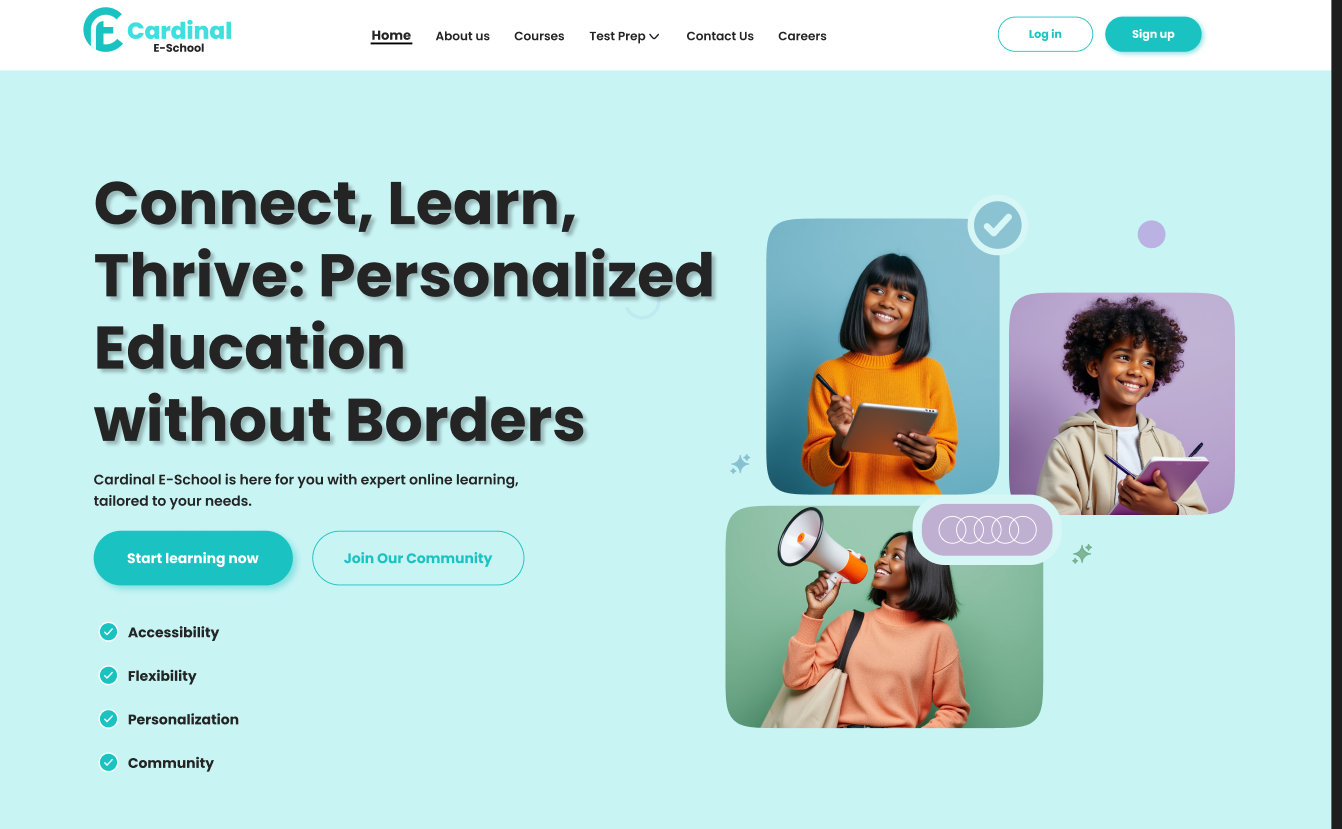 Cardinal
E-School
Home
About us
Courses
Test Prep
Contact Us
Careers
Log in
Sign up
Connect, Learn,
Thrive: Personalized
Education
without Borders
Cardinal E-School is here for you with expert online learning,
tailored to your needs.
Start learning now
Join Our Community
Accessibility
Flexibility
Personalization
Community